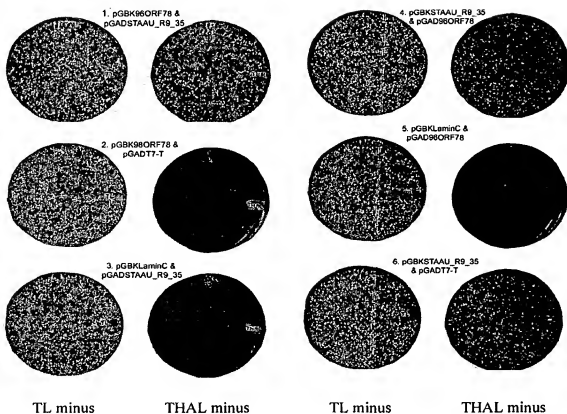 1. pGBK96ORF78 &
pGADSTAAU_R9_35
2. pGBK96ORF78 &
pGADT7-T
3. pGBKLaminC &
pGADSTAAU_R9_35
TL minus THAL minus
4. pGBKSTAAU_R9_35
& pGAD96ORF78
5. pGBKLaminC &
pGAD96ORF78
6. pGBKSTAAU_R9_35
& pGADT7-T
TL minus THAL minus